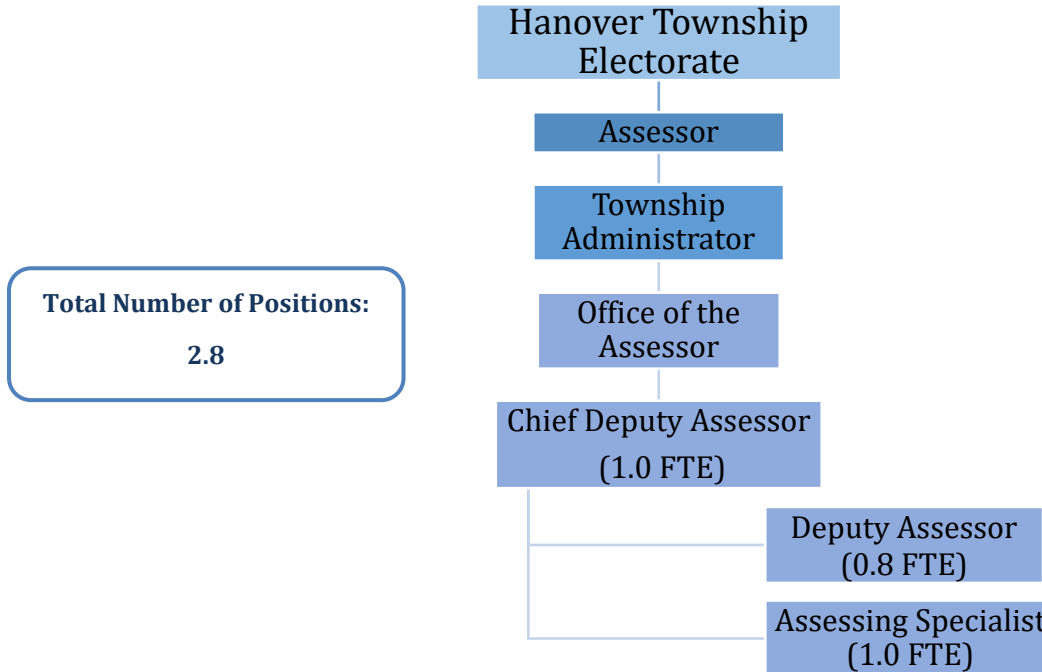 Hanover Township
Electorate
Assessor
Township
Administrator
Total Number of Positions:
2.8
Office of the
Assessor
Chief Deputy Assessor
(1.0 FTE)
Deputy Assessor
(0.8 FTE)
Assessing Specialist
(1.0 FTE)